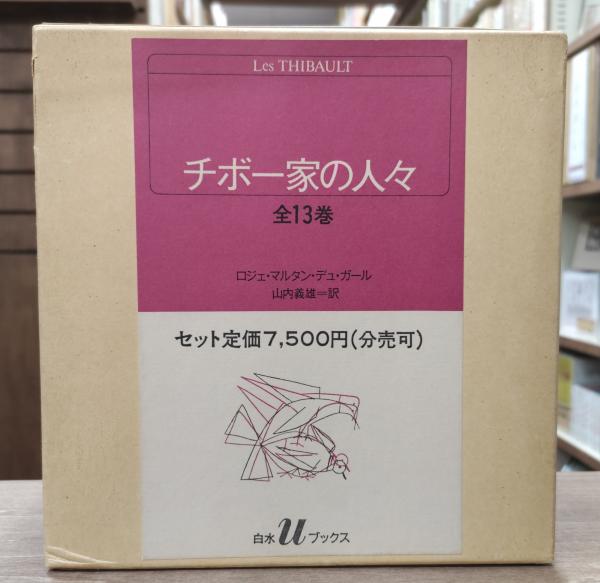 Les THIBAULT
チボー家の人々
全13巻
ロジェ・マルタン・デュ・ガール
山内義雄＝訳
セット定価7,500円(分売可)
白水uブックス